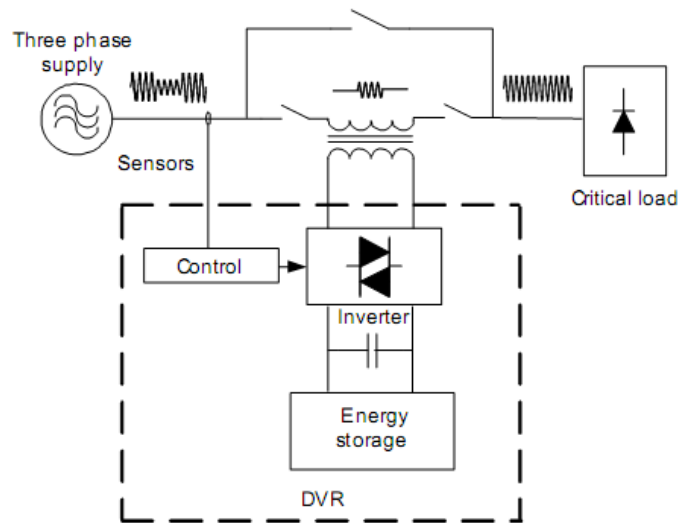 Three phase
supply
Sensors
Critical load
Control
Inverter
Energy
storage
DVR